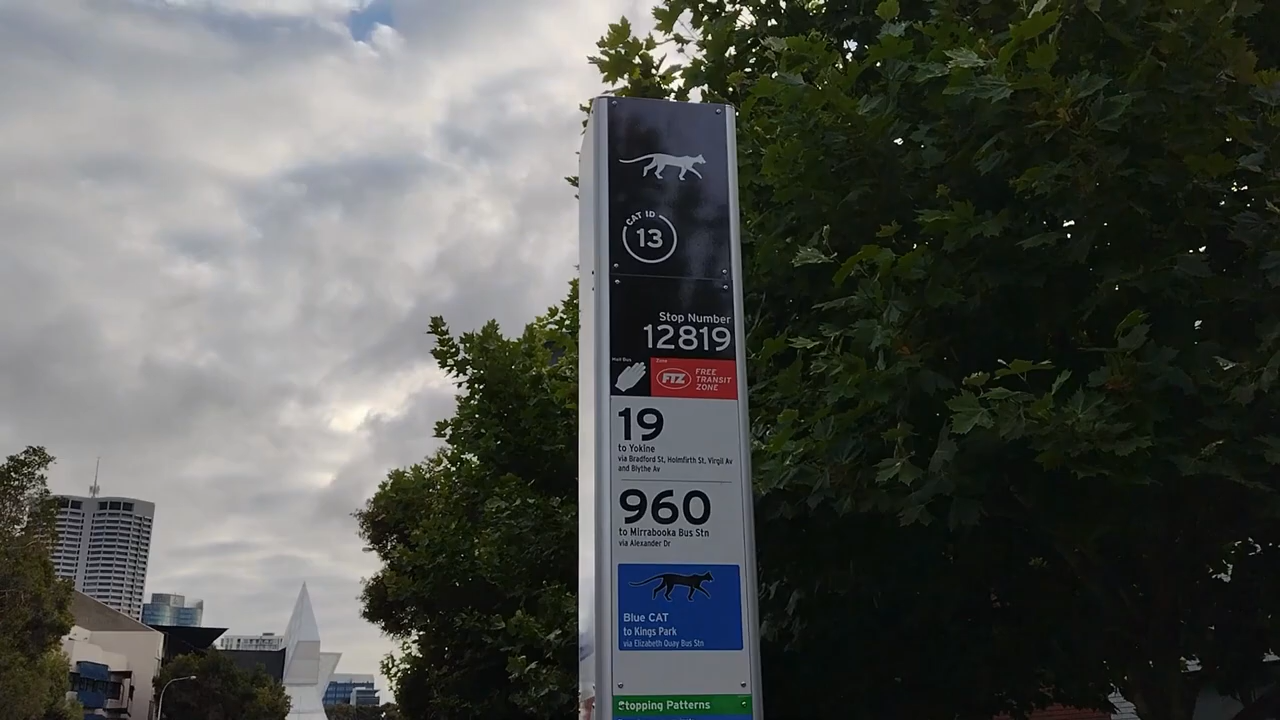 CAT ID
13
Stop Number
12819
Hail Bus
Zone
FTZ
FREE
TRANSIT
ZONE
19
to Yokine
via Bradford St, Holmfirth St, Virgil Av
and Blythe Av
960
to Mirrabooka Bus Stn
via Alexander Dr
Blue CAT
to Kings Park
via Elizabeth Quay Bus Stn
Stopping Patterns